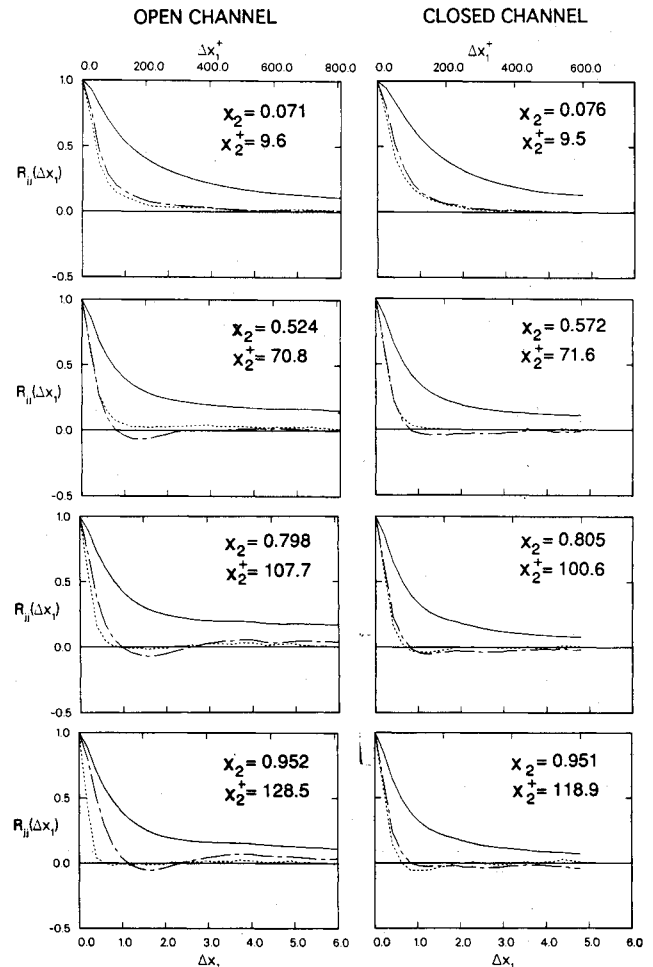 OPEN CHANNEL
CLOSED CHANNEL
Δx₁⁺
Δx₁⁺
0.0 200.0 400.0 600.0 800.0
0.0 200.0 400.0 600.0 800.0
1.0
0.5
0.0
-0.5
R_jj(Δx₁)
x₂ = 0.071
x₂⁺ = 9.6
x₂ = 0.076
x₂⁺ = 9.5
1.0
0.5
0.0
-0.5
R_jj(Δx₁)
x₂ = 0.524
x₂⁺ = 70.8
x₂ = 0.572
x₂⁺ = 71.6
1.0
0.5
0.0
-0.5
R_jj(Δx₁)
x₂ = 0.798
x₂⁺ = 107.7
x₂ = 0.805
x₂⁺ = 100.6
1.0
0.5
0.0
-0.5
R_jj(Δx₁)
x₂ = 0.952
x₂⁺ = 128.5
x₂ = 0.951
x₂⁺ = 118.9
0.0 1.0 2.0 3.0 4.0 5.0 6.0
0.0 1.0 2.0 3.0 4.0 5.0 6.0
Δx₁
Δx₁